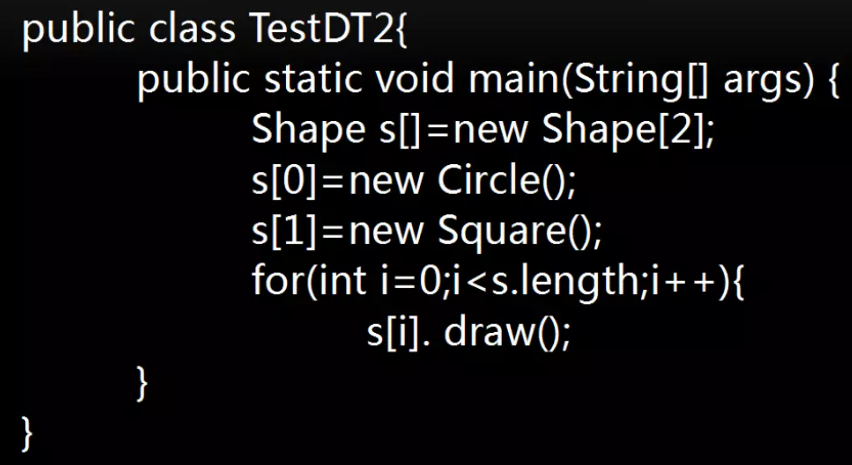 public class TestDT2{
public static void main(String[] args) {
Shape s[]=new Shape[2];
s[0]=new Circle();
s[1]=new Square();
for(int i=0;i<s.length;i++){
s[i]. draw();
}
}